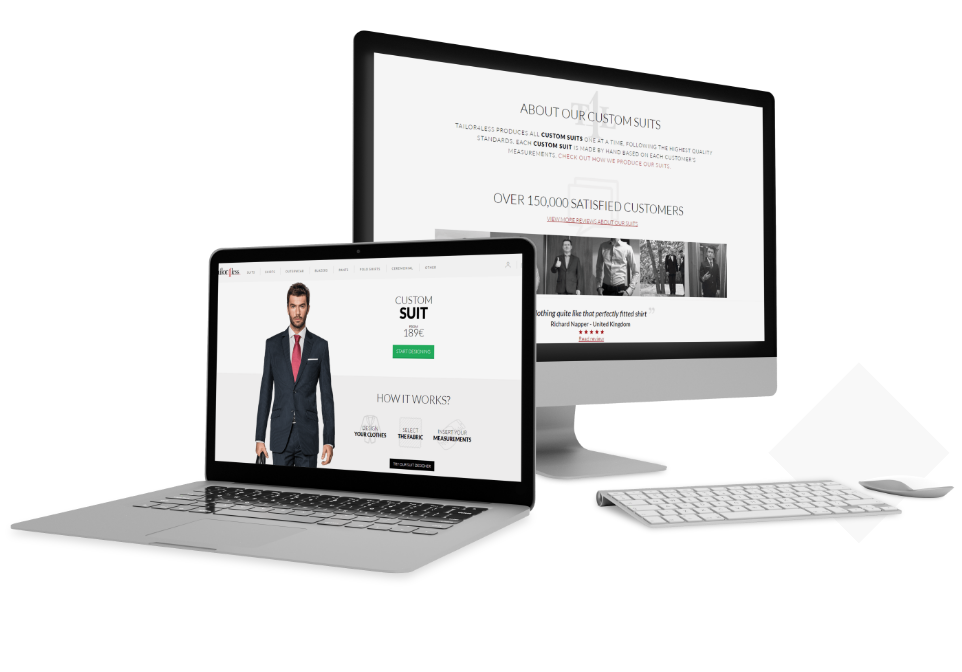 ABOUT OUR CUSTOM SUITS
TAILOR4LESS PRODUCES ALL CUSTOM SUITS ONE AT A TIME, FOLLOWING THE HIGHEST QUALITY
STANDARDS, EACH CUSTOM SUIT IS MADE BY HAND BASED ON EACH CUSTOMER'S
MEASUREMENTS. CHECK OUT HOW WE PRODUCE OUR SUITS.
OVER 150,000 SATISFIED CUSTOMERS
VIEW MORE REVIEWS ABOUT OUR SUITS
othing quite like that perfectly fitted shirt "
Richard Napper - United Kingdom
★★★★★
Read review
ailor4less.
SUITS
SHIRTS
OUTERWEAR
BLAZERS
PANTS
CEREMONIAL
OTHER
CUSTOM
SUIT
FROM
189€
START DESIGNING
HOW IT WORKS?
DESIGN
YOUR CLOTHES
SELECT
THE FABRIC
INSERT YOUR
MEASUREMENTS
TRY OUR SUIT DESIGNER